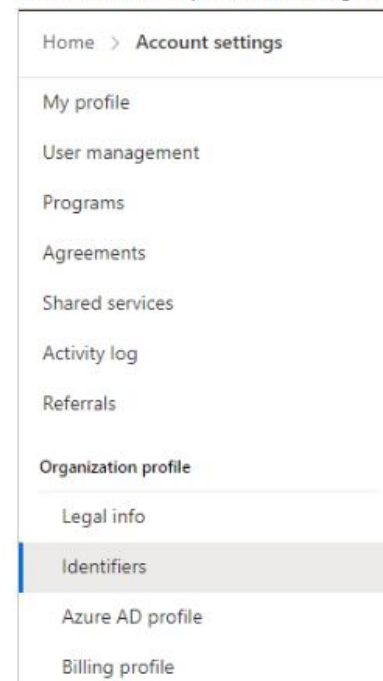 Home > Account settings
My profile
User management
Programs
Agreements
Shared services
Activity log
Referrals
Organization profile
Legal info
Identifiers
Azure AD profile
Billing profile